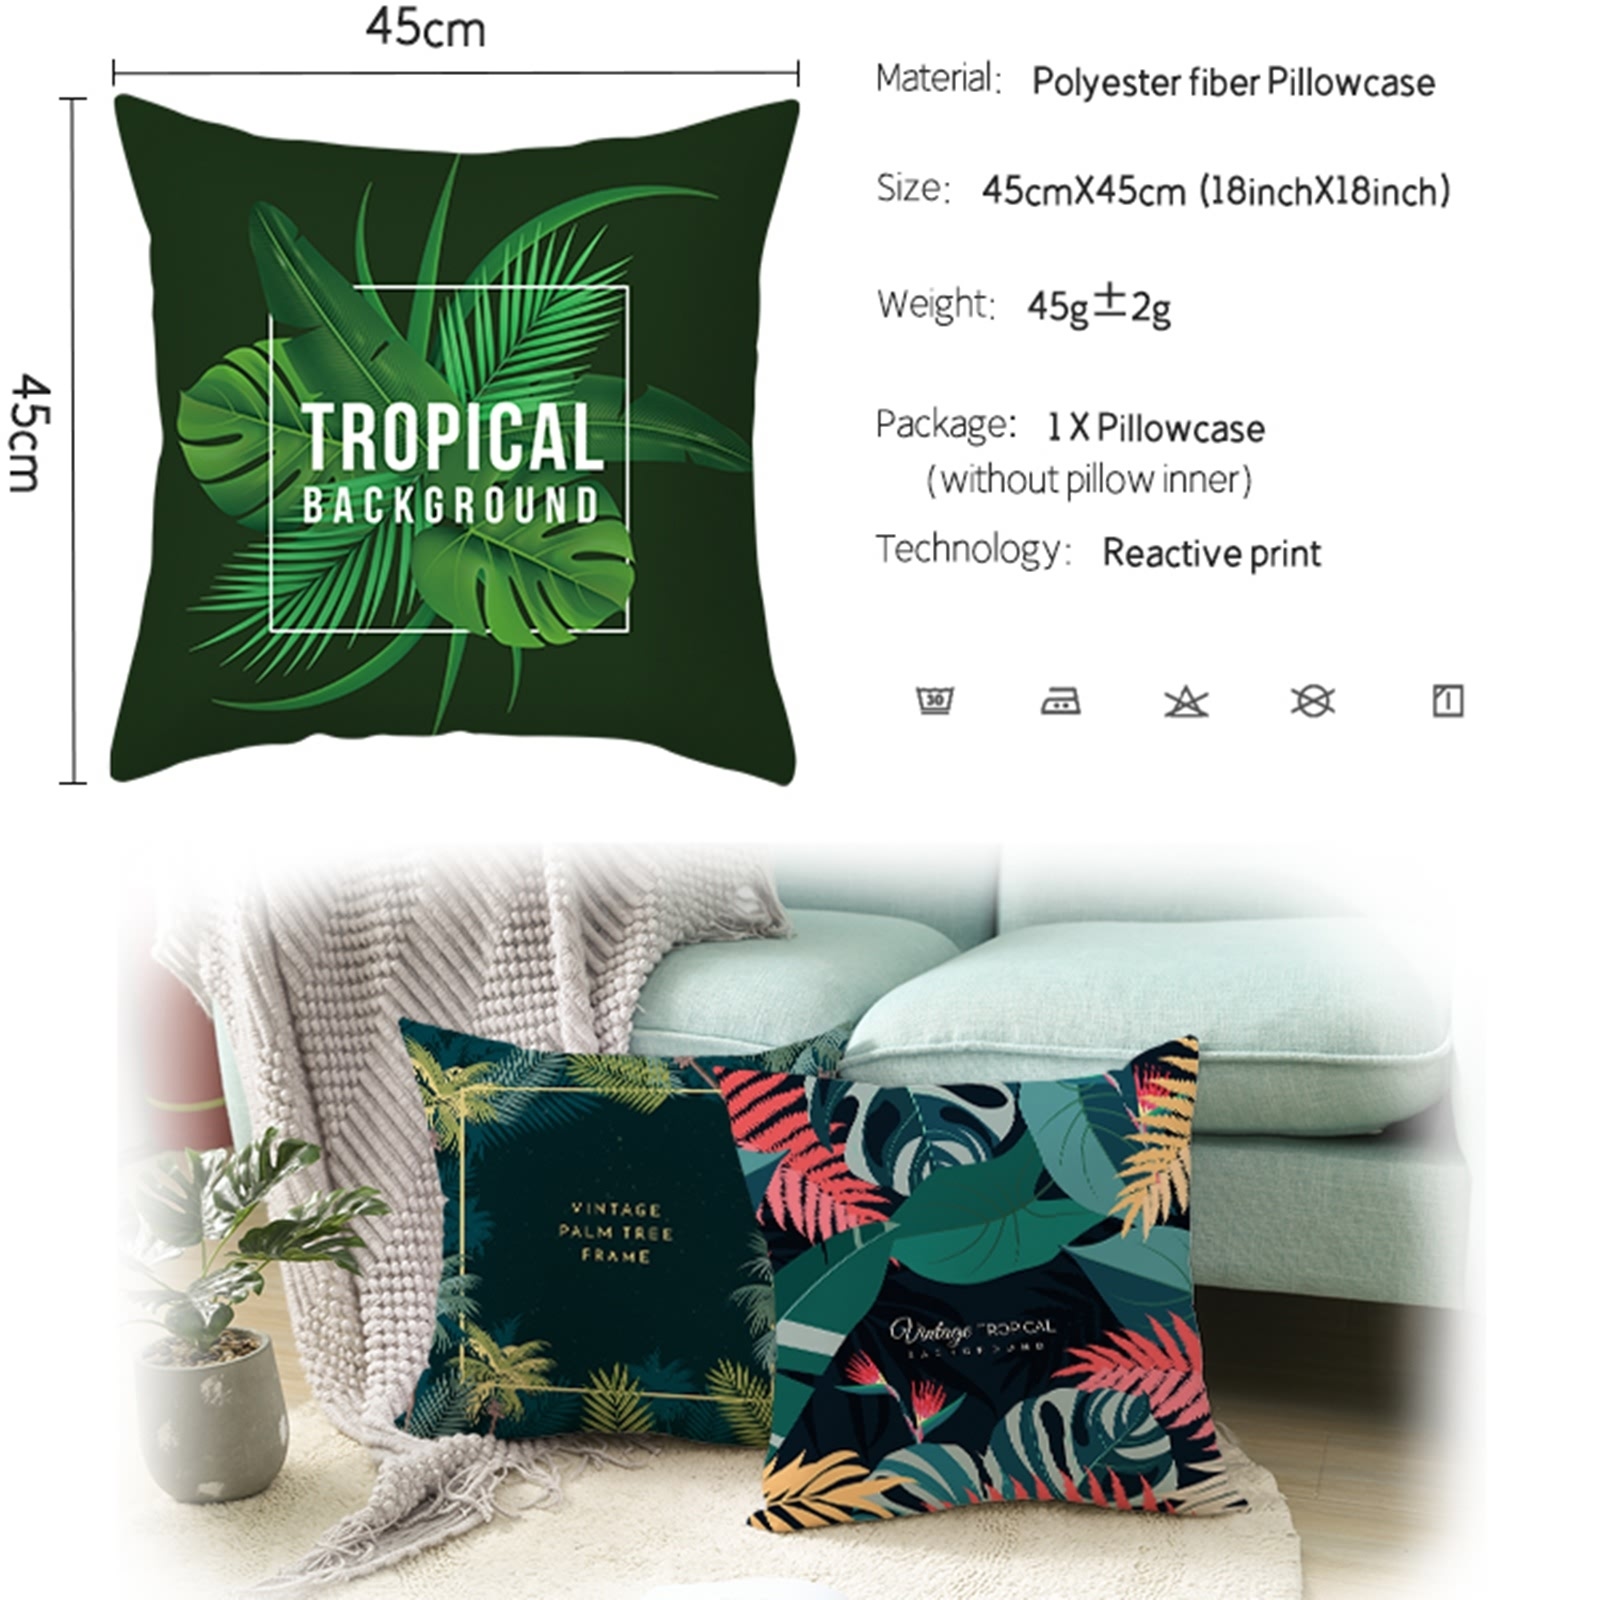 45cm
45cm
TROPICAL
BACKGROUND
Material: Polyester fiber Pillowcase
Size: 45cmX45cm (18inchX18inch)
Weight: 45g±2g
Package: 1 X Pillowcase
(without pillow inner)
Technology: Reactive print
30
VINTAGE
PALM TREE
FRAME
Vintage TROPICAL
BACKGROUND